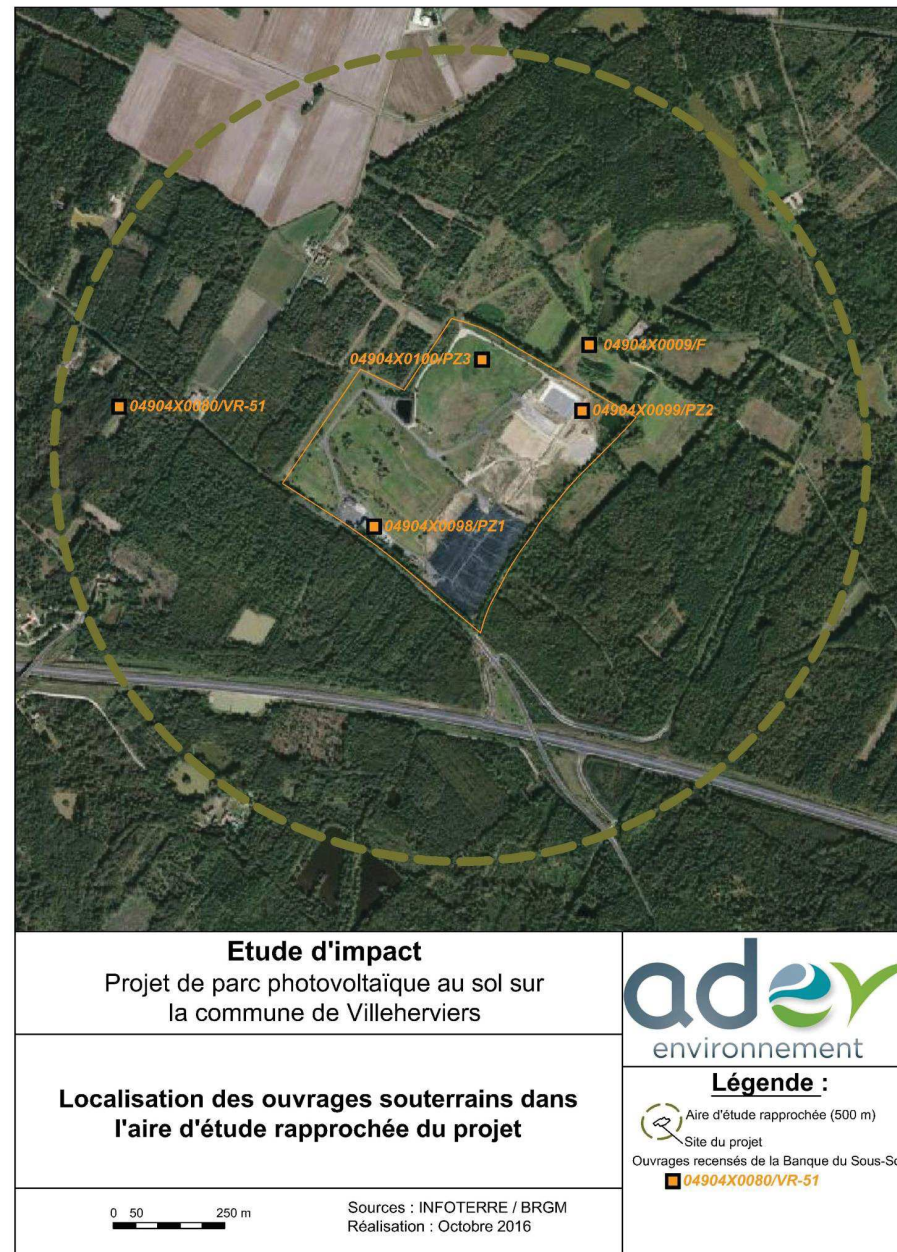 04904X0009/F
04904X0100/PZ3
04904X0080/VR-51
04904X0099/PZ2
04904X0098/PZ1
Etude d'impact
Projet de parc photovoltaïque au sol sur
la commune de Villeherviers
Localisation des ouvrages souterrains dans
l'aire d'étude rapprochée du projet
0 50 250 m
Sources : INFOTERRE / BRGM
Réalisation : Octobre 2016
environnement
Légende :
Aire d'étude rapprochée (500 m)
Site du projet
Ouvrages recensés de la Banque du Sous-So
04904X0080/VR-51